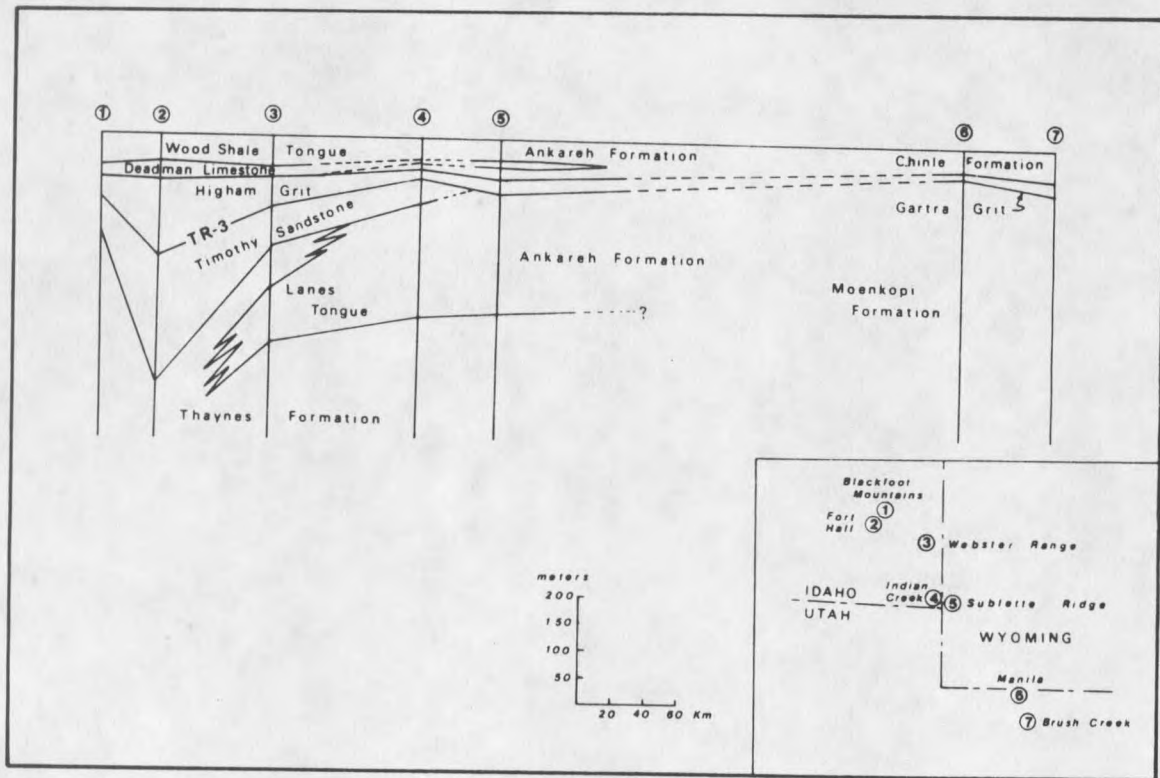 ① ② ③ ④ ⑤ ⑥ ⑦
Wood Shale Tongue
Ankareh Formation
Chinle Formation
Deadman Limestone
Higham Grit
Gartra Grit
TR-3
Timothy Sandstone
Ankareh Formation
Lanes
Tongue
?
Moenkopi
Formation
Thaynes Formation
Blackfoot
Mountains
①
Fort
Hall
②
③ Webster Range
Indian
Creek
④
⑤ Sublette Ridge
IDAHO
UTAH
WYOMING
Manila
⑥
⑦ Brush Creek
meters
200
150
100
50
20 40 60 Km